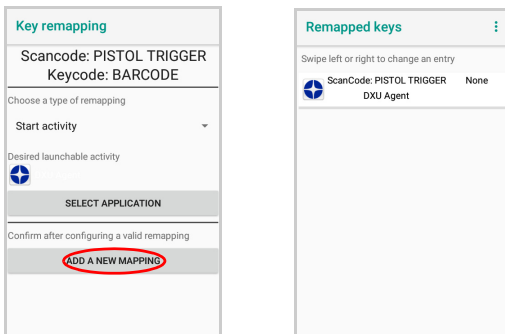 Key remapping
Scancode: PISTOL TRIGGER
Keycode: BARCODE
Choose a type of remapping
Start activity
Desired launchable activity
SELECT APPLICATION
Confirm after configuring a valid remapping
ADD A NEW MAPPING
Remapped keys
Swipe left or right to change an entry
ScanCode: PISTOL TRIGGER None
DXU Agent